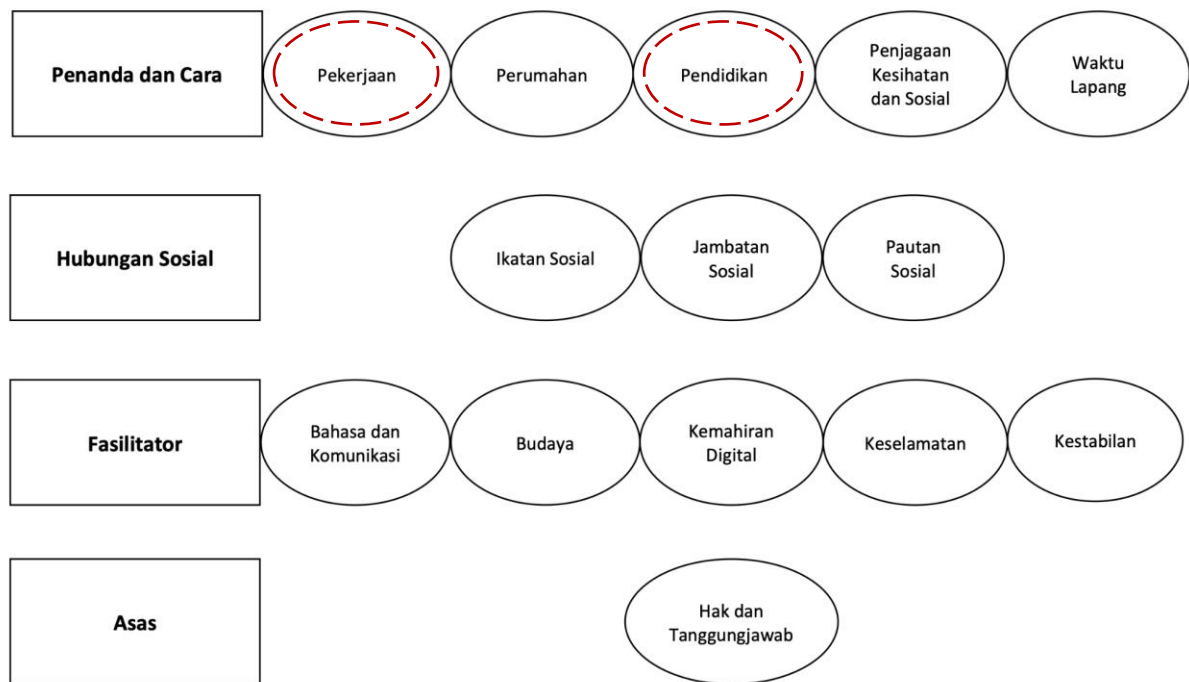 Penanda dan Cara
Pekerjaan
Perumahan
Pendidikan
Penjagaan
Kesihatan
dan Sosial
Waktu
Lapang
Hubungan Sosial
Ikatan Sosial
Jambatan
Sosial
Pautan
Sosial
Fasilitator
Bahasa dan
Komunikasi
Budaya
Kemahiran
Digital
Keselamatan
Kestabilan
Asas
Hak dan
Tanggungjawab